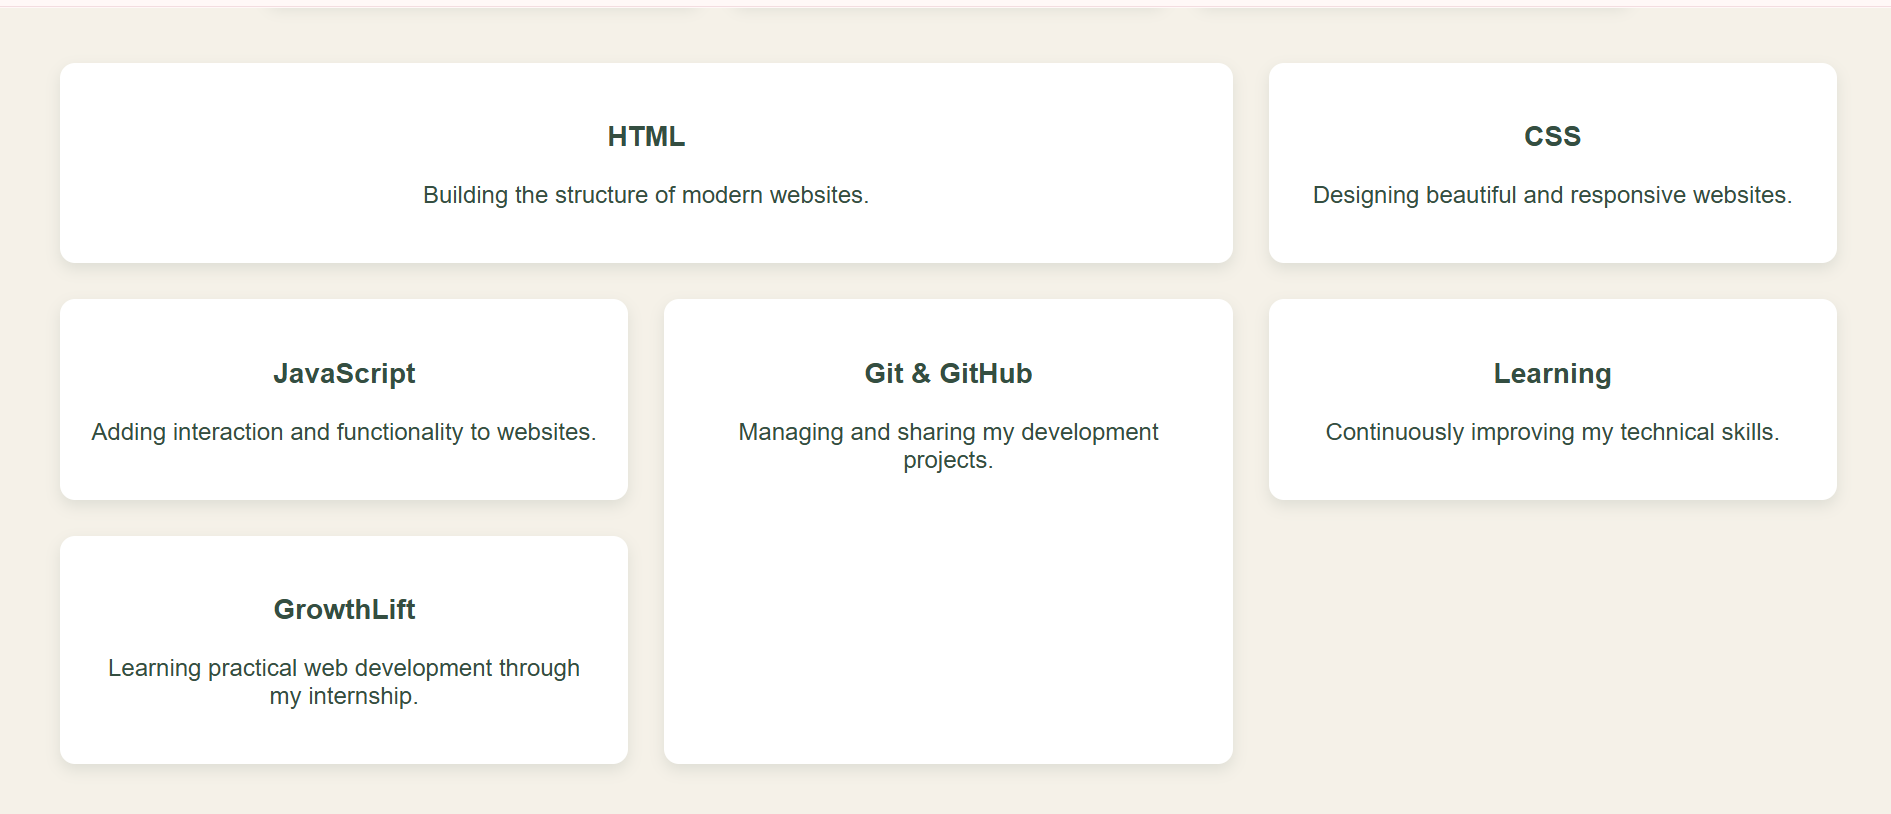 HTML
Building the structure of modern websites.
CSS
Designing beautiful and responsive websites.
JavaScript
Adding interaction and functionality to websites.
Git & GitHub
Managing and sharing my development
projects.
Learning
Continuously improving my technical skills.
GrowthLift
Learning practical web development through
my internship.